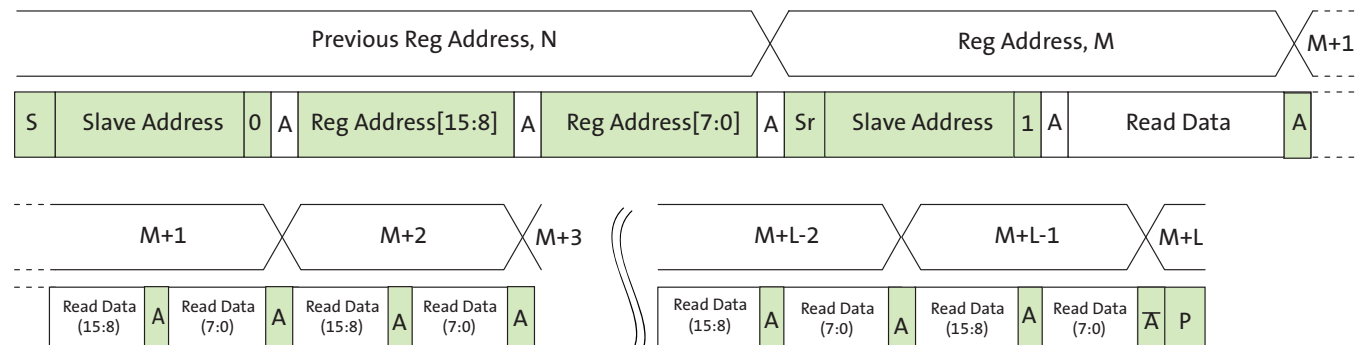 Previous Reg Address, N Reg Address, M M+1
S Slave Address 0 A Reg Address[15:8] A Reg Address[7:0] A Sr Slave Address 1 A Read Data A
M+1 M+2 M+3 M+L-2 M+L-1 M+L
Read Data (15:8) A Read Data (7:0) A Read Data (15:8) A Read Data (7:0) A Read Data (15:8) A Read Data (7:0) A Read Data (15:8) A Read Data (7:0) A̅ P